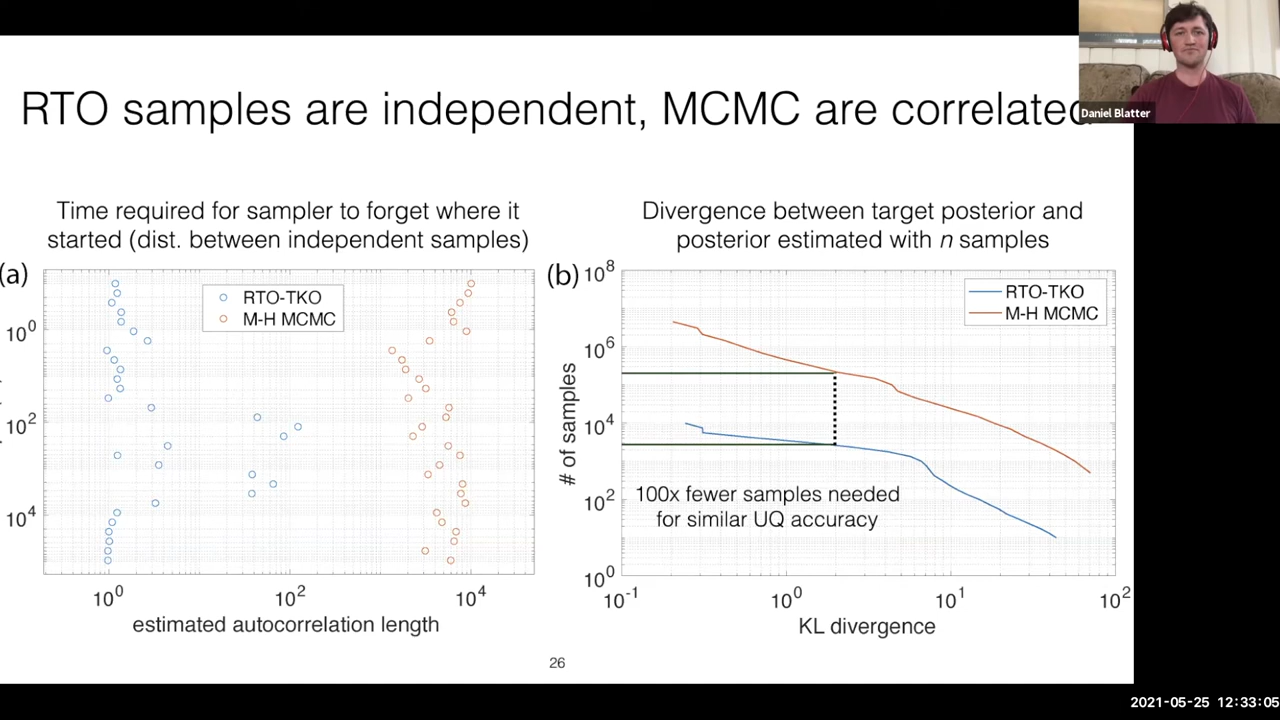 RTO samples are independent, MCMC are correlated
Daniel Blatter
Time required for sampler to forget where it
started (dist. between independent samples)
(a)
RTO-TKO
M-H MCMC
10^0
10^2
10^4
10^0
10^2
10^4
estimated autocorrelation length
Divergence between target posterior and
posterior estimated with n samples
(b)
10^8
10^6
10^4
10^2
10^0
# of samples
RTO-TKO
M-H MCMC
100x fewer samples needed
for similar UQ accuracy
10^-1
10^0
10^1
10^2
KL divergence
26
2021-05-25 12:33:05